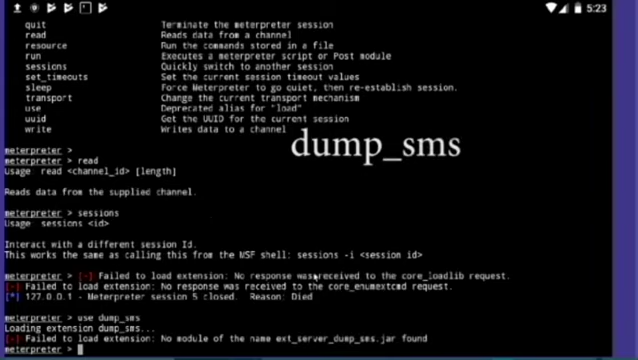 5:23
quit Terminate the meterpreter session
read Reads data from a channel
resource Run the commands stored in a file
run Executes a meterpreter script or Post module
sessions Quickly switch to another session
set_timeouts Set the current session timeout values
sleep Force Meterpreter to go quiet, then re-establish session.
transport Change the current transport mechanism
use Deprecated alias for "load"
uuid Get the UUID for the current session
write Writes data to a channel
dump_sms
meterpreter >
meterpreter > read
Usage read <channel_id> [length]
Reads data from the supplied channel.
meterpreter > sessions
Usage sessions <id>
Interact with a different session Id.
This works the same as calling this from the MSF shell: sessions -i <session id>
meterpreter > [-] Failed to load extension: No response was received to the core_loadlib request.
[-] Failed to load extension: No response was received to the core_enumextcmd request.
[*] 127.0.0.1 - Meterpreter session 5 closed. Reason: Died
meterpreter > use dump_sms
Loading extension dump_sms...
[-] Failed to load extension: No module of the name ext_server_dump_sms.jar found
meterpreter >